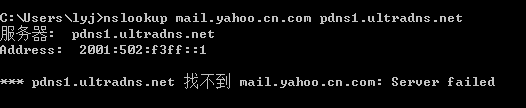 C:\Users\lyj>nslookup mail.yahoo.cn.com pdns1.ultradns.net
服务器:  pdns1.ultradns.net
Address:  2001:502:f3ff::1
*** pdns1.ultradns.net 找不到 mail.yahoo.cn.com: Server failed